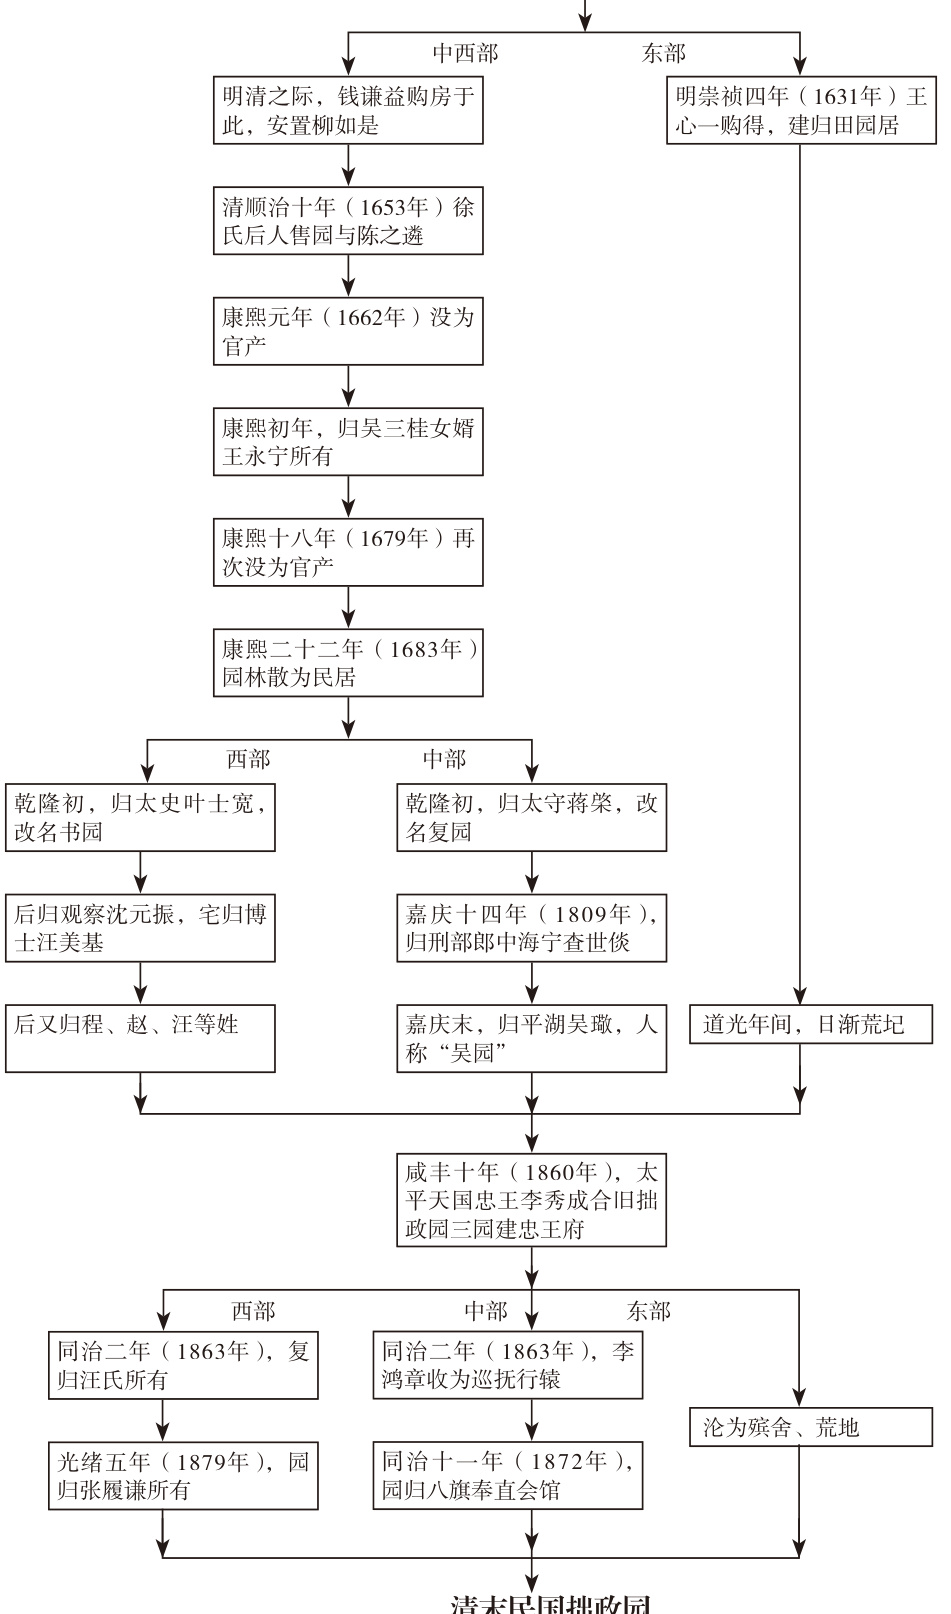 中西部
东部
明清之际，钱谦益购房于
此，安置柳如是
明崇祯四年（1631年）王
心一购得，建归田园居
清顺治十年（1653年）徐
氏后人售园与陈之遴
康熙元年（1662年）没为
官产
康熙初年，归吴三桂女婿
王永宁所有
康熙十八年（1679年）再
次没为官产
康熙二十二年（1683年）
园林散为民居
西部
中部
乾隆初，归太史叶士宽，
改名书园
乾隆初，归太守蒋棨，改
名复园
后归观察沈元振，宅归博
士汪美基
嘉庆十四年（1809年），
归刑部郎中海宁查世倓
后又归程、赵、汪等姓
嘉庆末，归平湖吴璥，人
称“吴园”
道光年间，日渐荒圮
咸丰十年（1860年），太
平天国忠王李秀成合旧拙
政园三园建忠王府
西部
中部
东部
同治二年（1863年），复
归汪氏所有
同治二年（1863年），李
鸿章收为巡抚行辕
沦为殡舍、荒地
光绪五年（1879年），园
归张履谦所有
同治十一年（1872年），
园归八旗奉直会馆
清末民国拙政园